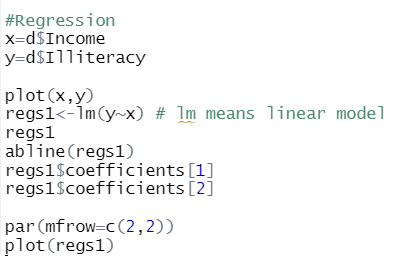 #Regression
x=d$Income
y=d$Illiteracy
plot(x,y)
regs1<-lm(y~x) # lm means linear model
regs1
abline(regs1)
regs1$coefficients[1]
regs1$coefficients[2]
par(mfrow=c(2,2))
plot(regs1)